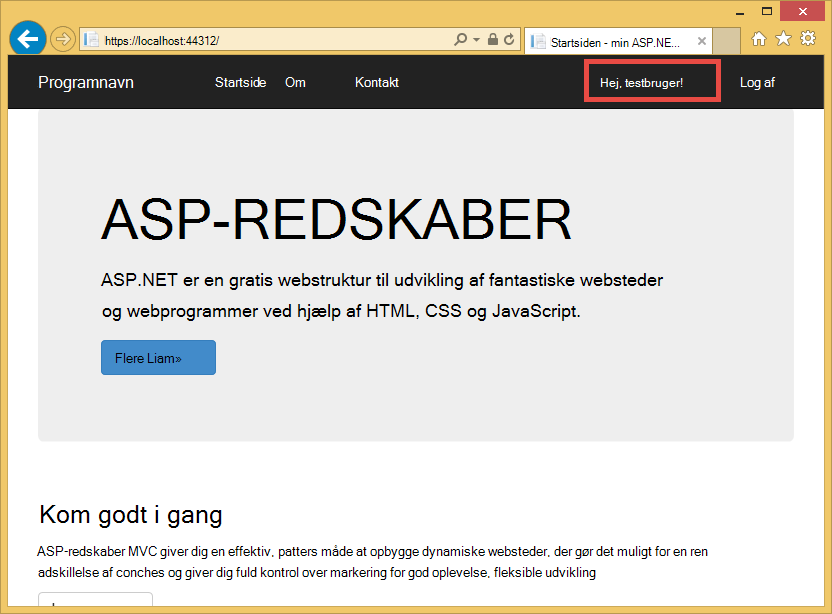 https://localhost:44312/
Startsiden - min ASP.NE...
Programnavn Startside Om Kontakt Hej, testbruger! Log af
ASP-REDSKABER
ASP.NET er en gratis webstruktur til udvikling af fantastiske websteder
og webprogrammer ved hjælp af HTML, CSS og JavaScript.
Flere Liam»
Kom godt i gang
ASP-redskaber MVC giver dig en effektiv, patters måde at opbygge dynamiske websteder, der gør det muligt for en ren
adskillelse af conches og giver dig fuld kontrol over markering for god oplevelse, fleksible udvikling